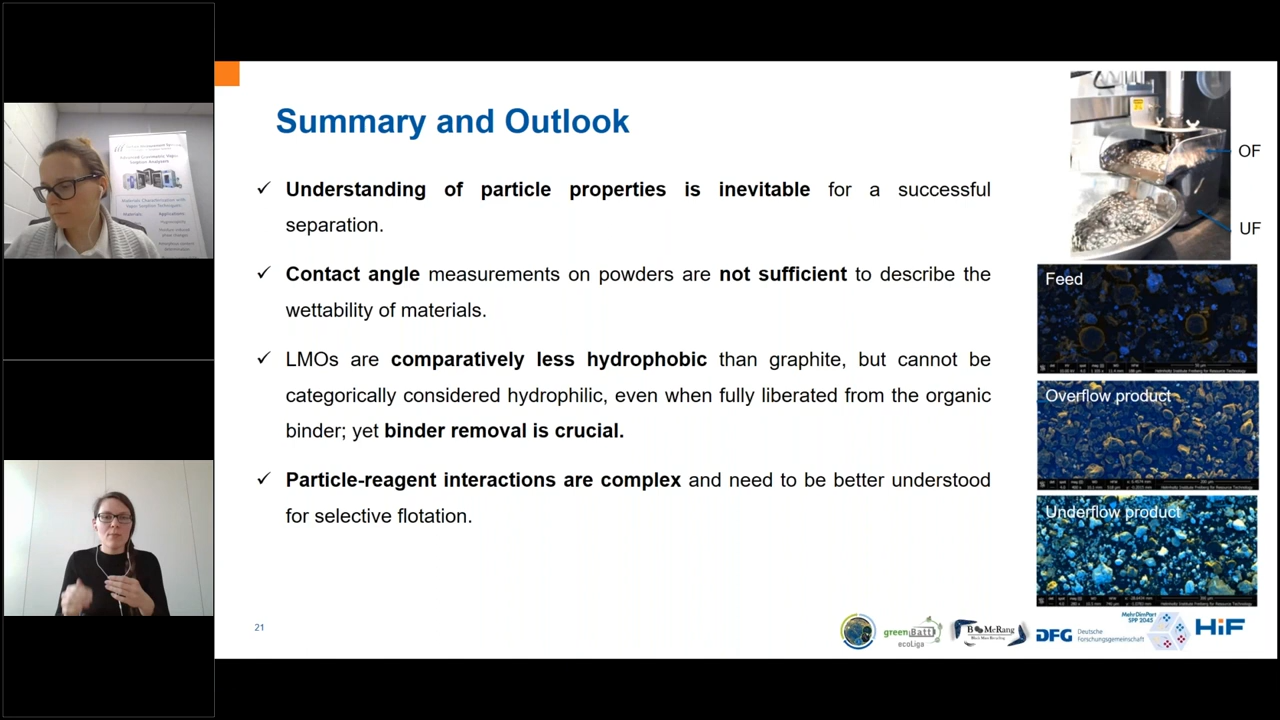 Summary and Outlook
✓ Understanding of particle properties is inevitable for a successful
separation.
✓ Contact angle measurements on powders are not sufficient to describe the
wettability of materials.
✓ LMOs are comparatively less hydrophobic than graphite, but cannot be
categorically considered hydrophilic, even when fully liberated from the organic
binder; yet binder removal is crucial.
✓ Particle-reagent interactions are complex and need to be better understood
for selective flotation.
OF
UF
Feed
Overflow product
Underflow product
21
greenBatt
ecoLiga
DFG Deutsche
Forschungsgemeinschaft
MehrDimPart
SPP 2045
HiF